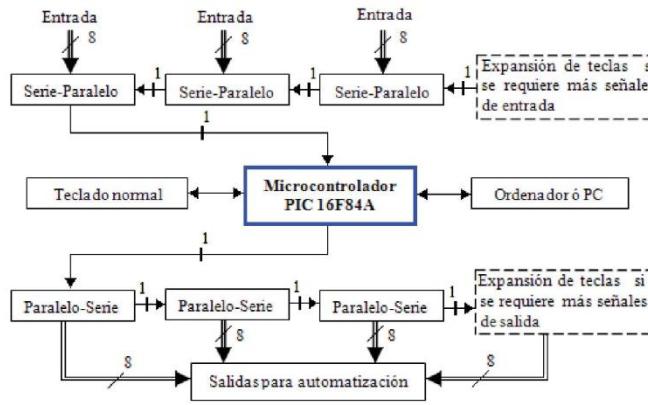 Entrada Entrada Entrada
8 8 8
Expansión de teclas s
1 1 1 se requiere más señales
Serie-Paralelo Serie-Paralelo Serie-Paralelo de entrada
1
Teclado normal Microcontrolador PIC 16F84A Ordenador ó PC
1
1 1 1 Expansión de teclas si
Paralelo-Serie Paralelo-Serie Paralelo-Serie se requiere más señales
de salida
8 8 8 8
Salidas para automatización